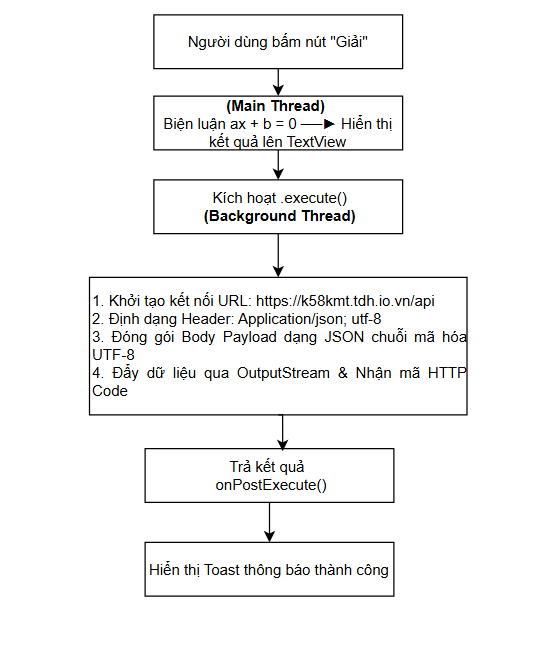 Người dùng bấm nút "Giải"
(Main Thread)
Biện luận ax + b = 0 ──► Hiển thị
kết quả lên TextView
Kích hoạt .execute()
(Background Thread)
1. Khởi tạo kết nối URL: https://k58kmt.tdh.io.vn/api
2. Định dạng Header: Application/json; utf-8
3. Đóng gói Body Payload dạng JSON chuỗi mã hóa
UTF-8
4. Đẩy dữ liệu qua OutputStream & Nhận mã HTTP
Code
Trả kết quả
onPostExecute()
Hiển thị Toast thông báo thành công